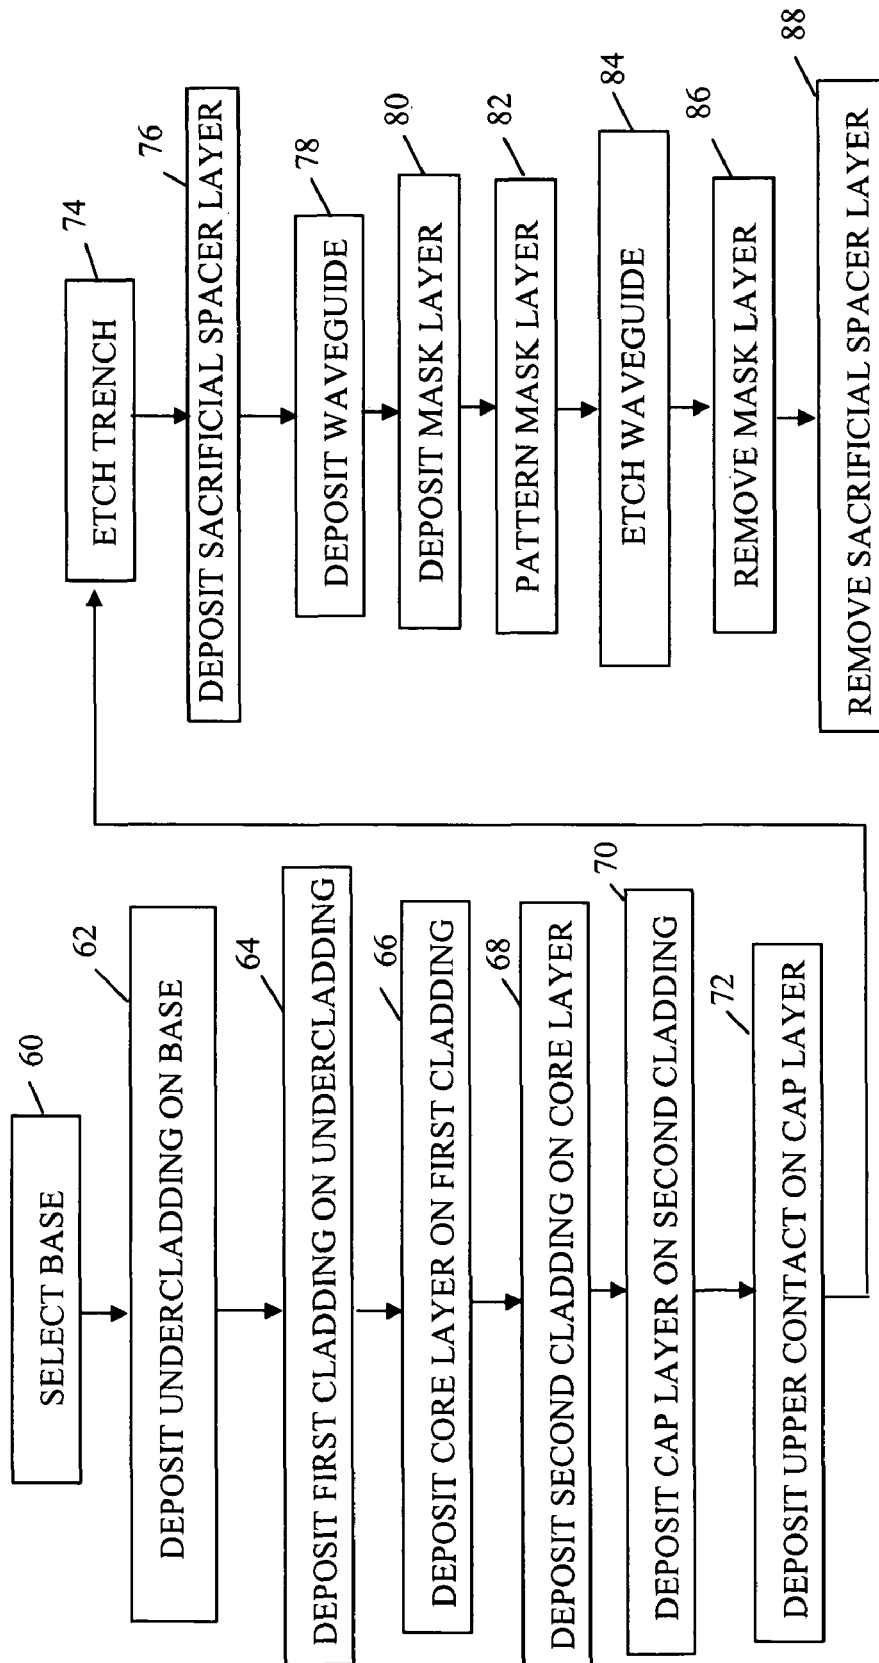 SELECT BASE
60
DEPOSIT UNDERCLADDING ON BASE
62
DEPOSIT FIRST CLADDING ON UNDERCLADDING
64
DEPOSIT CORE LAYER ON FIRST CLADDING
66
DEPOSIT SECOND CLADDING ON CORE LAYER
68
DEPOSIT CAP LAYER ON SECOND CLADDING
70
DEPOSIT UPPER CONTACT ON CAP LAYER
72
ETCH TRENCH
74
DEPOSIT SACRIFICIAL SPACER LAYER
76
DEPOSIT WAVEGUIDE
78
DEPOSIT MASK LAYER
80
PATTERN MASK LAYER
82
ETCH WAVEGUIDE
84
REMOVE MASK LAYER
86
REMOVE SACRIFICIAL SPACER LAYER
88